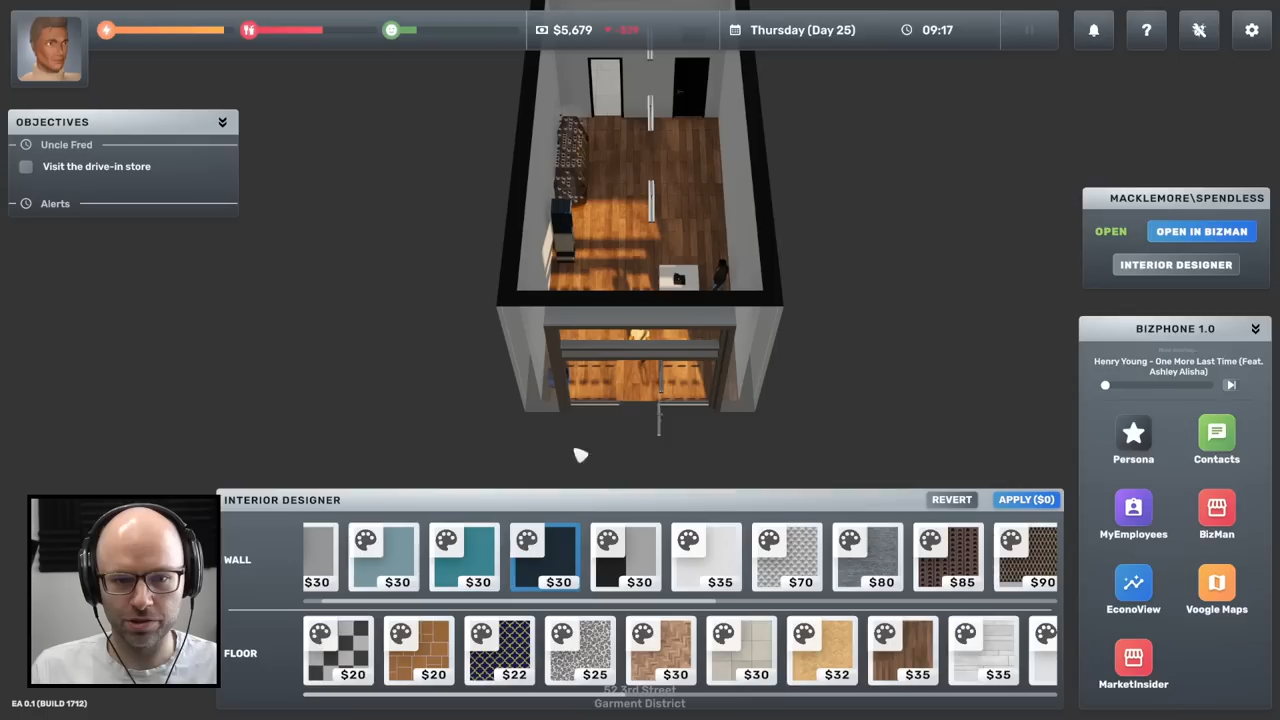 $5,679
Thursday (Day 25)
09:17
OBJECTIVES
Uncle Fred
Visit the drive-in store
Alerts
MACKLEMORE\SPENDLESS
OPEN
OPEN IN BIZMAN
INTERIOR DESIGNER
BIZPHONE 1.0
Henry Young - One More Last Time (Feat.
Ashley Alisha)
Persona
Contacts
MyEmployees
BizMan
EconoView
Voogle Maps
MarketInsider
INTERIOR DESIGNER
REVERT
APPLY ($0)
WALL
$30
$30
$30
$30
$30
$35
$70
$80
$85
$90
FLOOR
$20
$20
$22
$25
$30
$30
$32
$35
$35
52 3rd Street
Garment District
EA 0.1 (BUILD 1712)